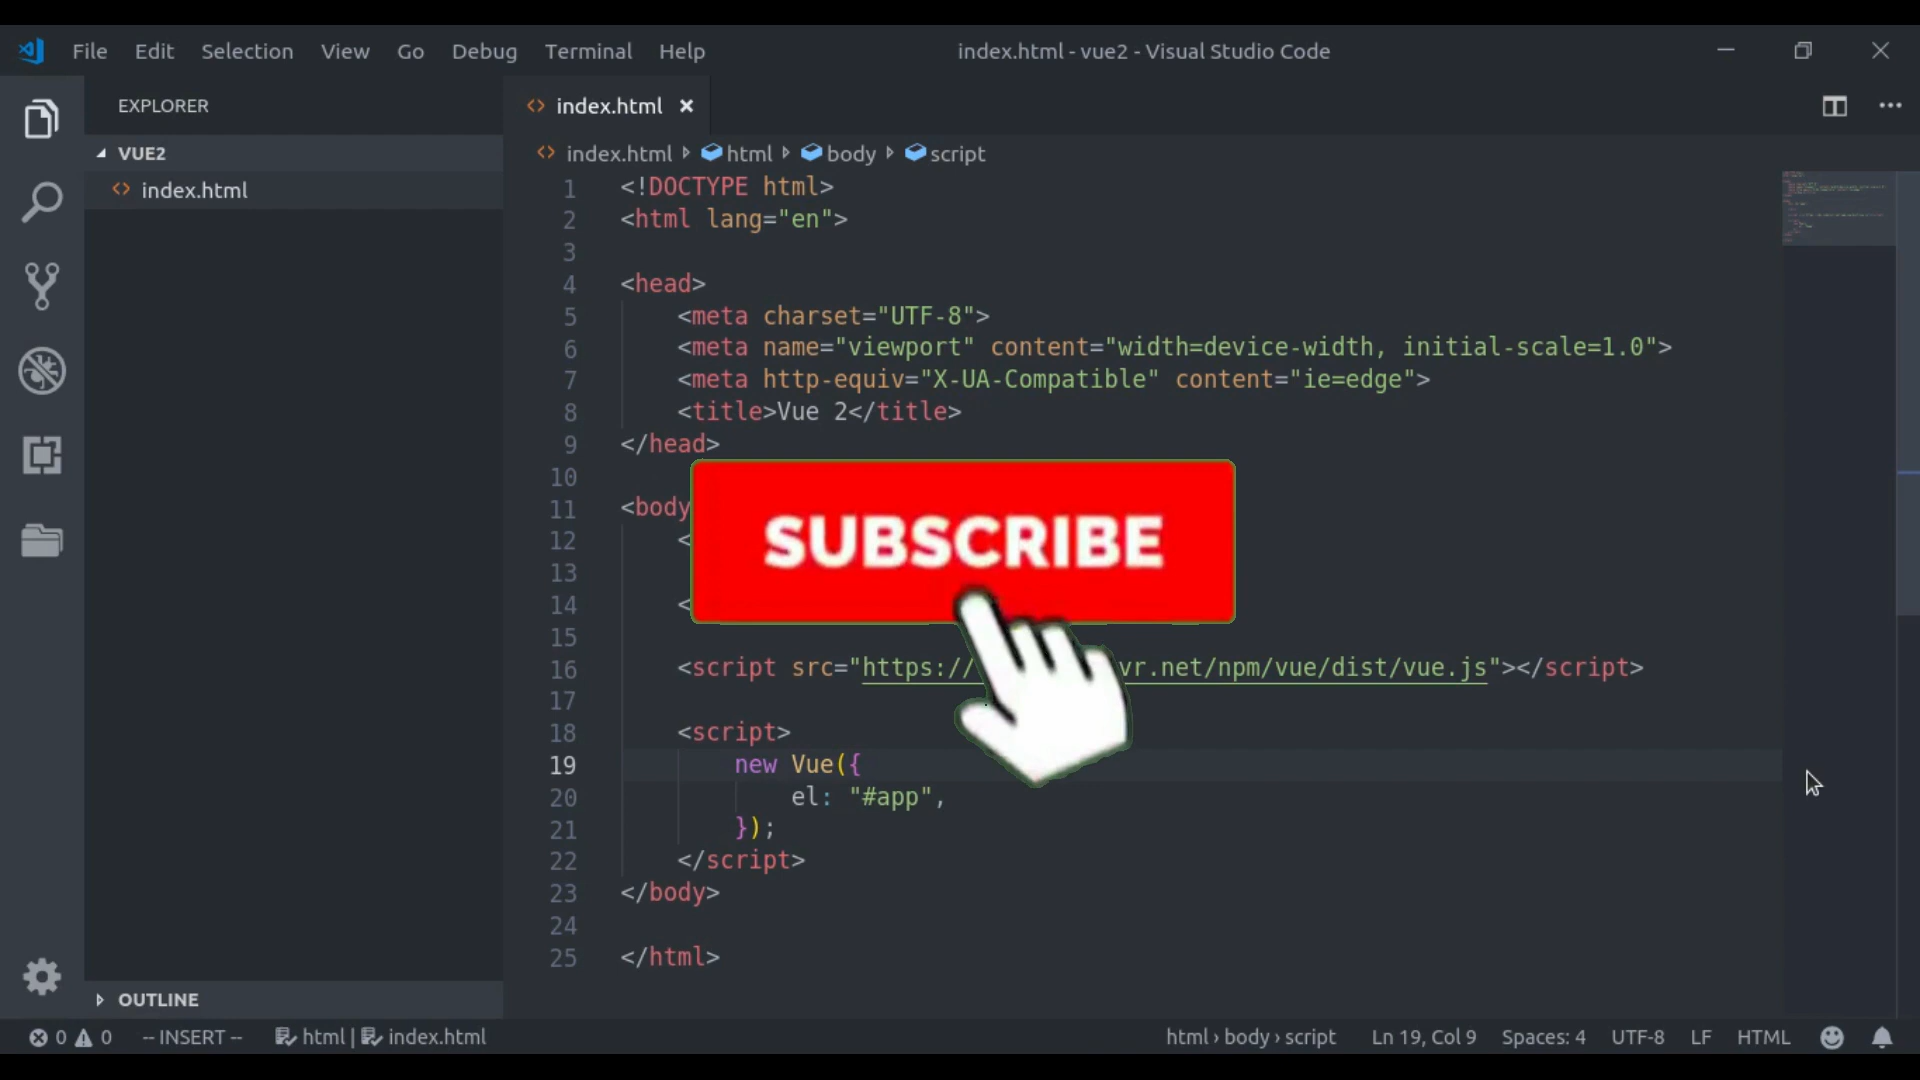 File Edit Selection View Go Debug Terminal Help
index.html - vue2 - Visual Studio Code
EXPLORER
VUE2
index.html
index.html
index.html html body script
1 <!DOCTYPE html>
2 <html lang="en">
3
4 <head>
5 <meta charset="UTF-8">
6 <meta name="viewport" content="width=device-width, initial-scale=1.0">
7 <meta http-equiv="X-UA-Compatible" content="ie=edge">
8 <title>Vue 2</title>
9 </head>
10
11 <body
12 <
13
14 <
SUBSCRIBE
15
16 <script src="https:// vr.net/npm/vue/dist/vue.js"></script>
17
18 <script>
19 new Vue({
20 el: "#app",
21 });
22 </script>
23 </body>
24
25 </html>
OUTLINE
0 0 -- INSERT -- html | index.html
html › body › script Ln 19, Col 9 Spaces: 4 UTF-8 LF HTML